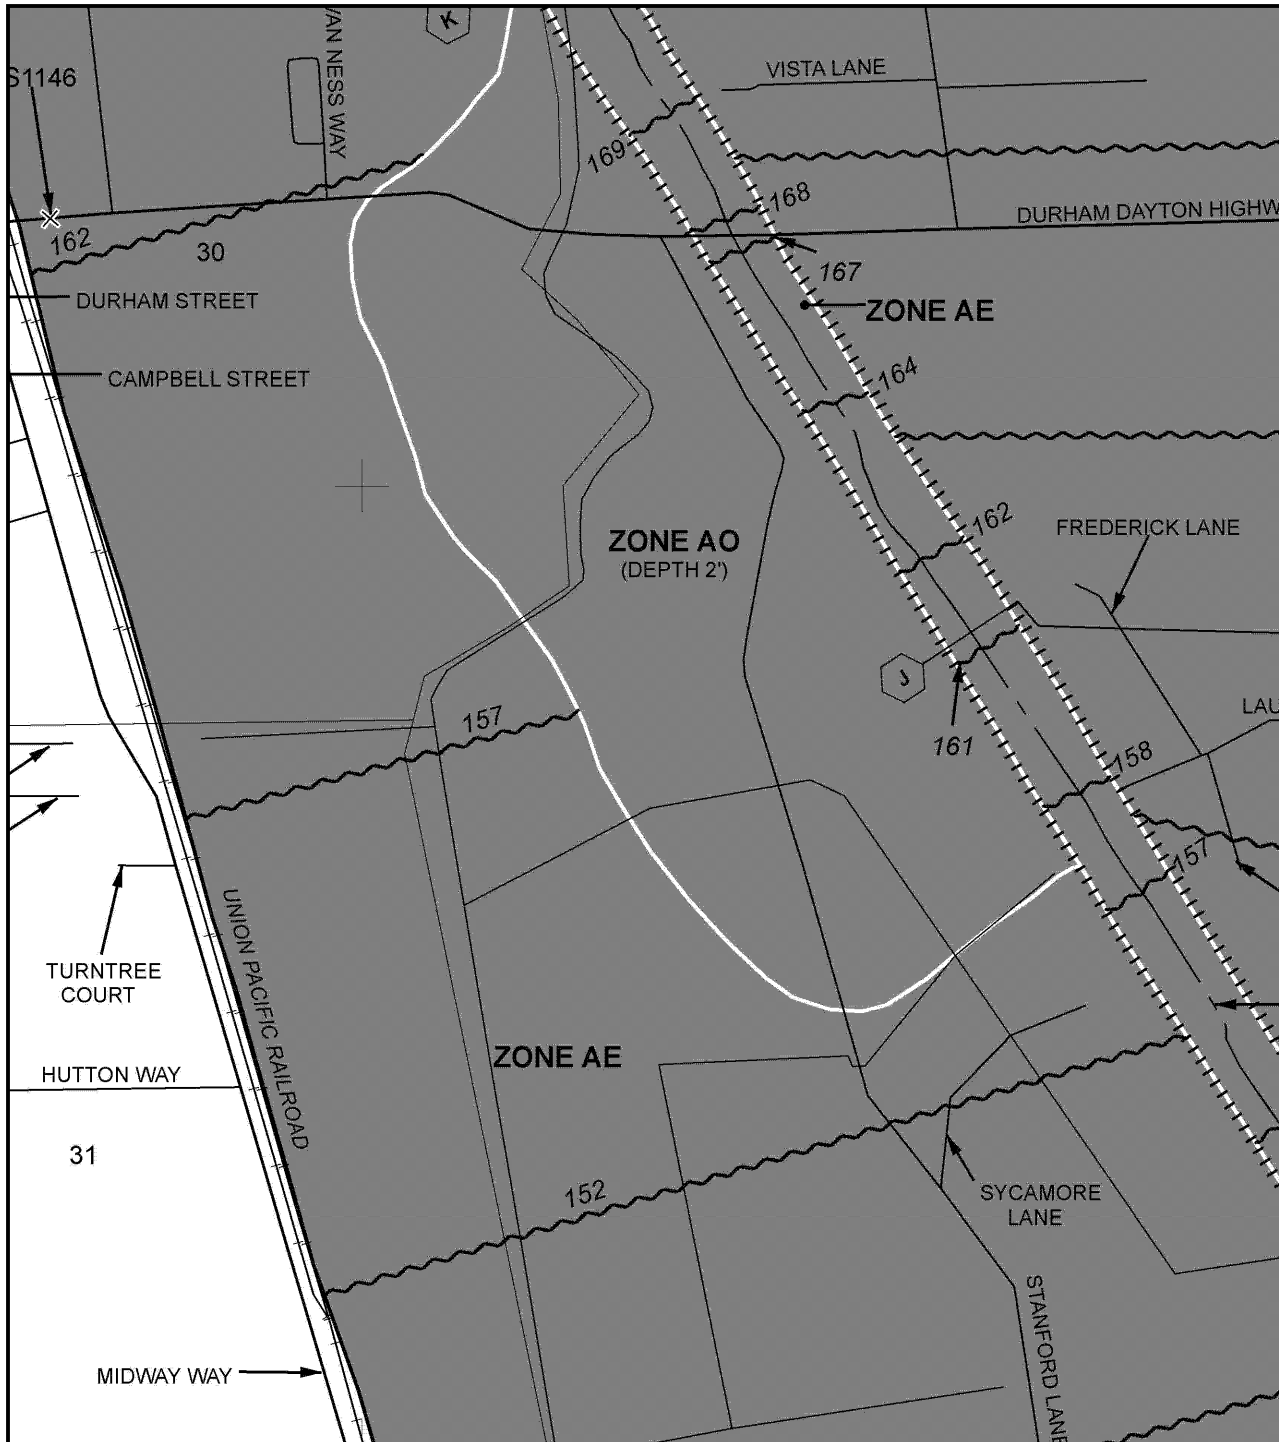 K
VAN NESS WAY
S1146
VISTA LANE
169
168
DURHAM DAYTON HIGHW
162
30
167
DURHAM STREET
ZONE AE
CAMPBELL STREET
164
162
FREDERICK LANE
ZONE AO
(DEPTH 2')
J
LAU
157
161
158
157
UNION PACIFIC RAILROAD
TURNTREE
COURT
ZONE AE
HUTTON WAY
31
152
SYCAMORE
LANE
STANFORD LANE
MIDWAY WAY